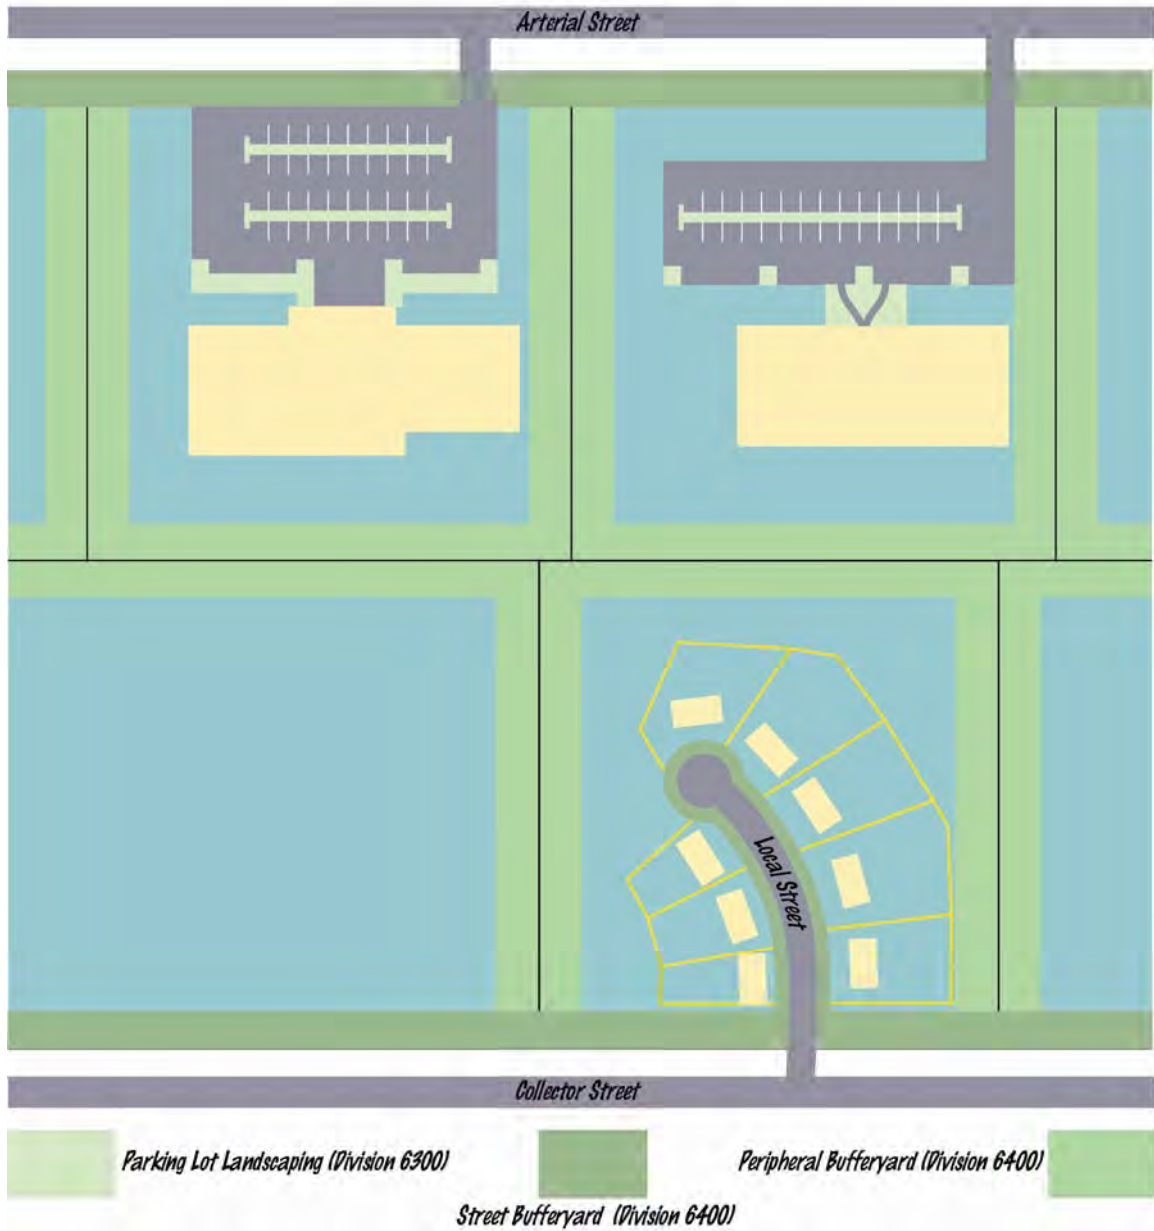 Arterial Street
Local Street
Collector Street
Parking Lot Landscaping (Division 6300)
Peripheral Bufferyard (Division 6400)
Street Bufferyard (Division 6400)